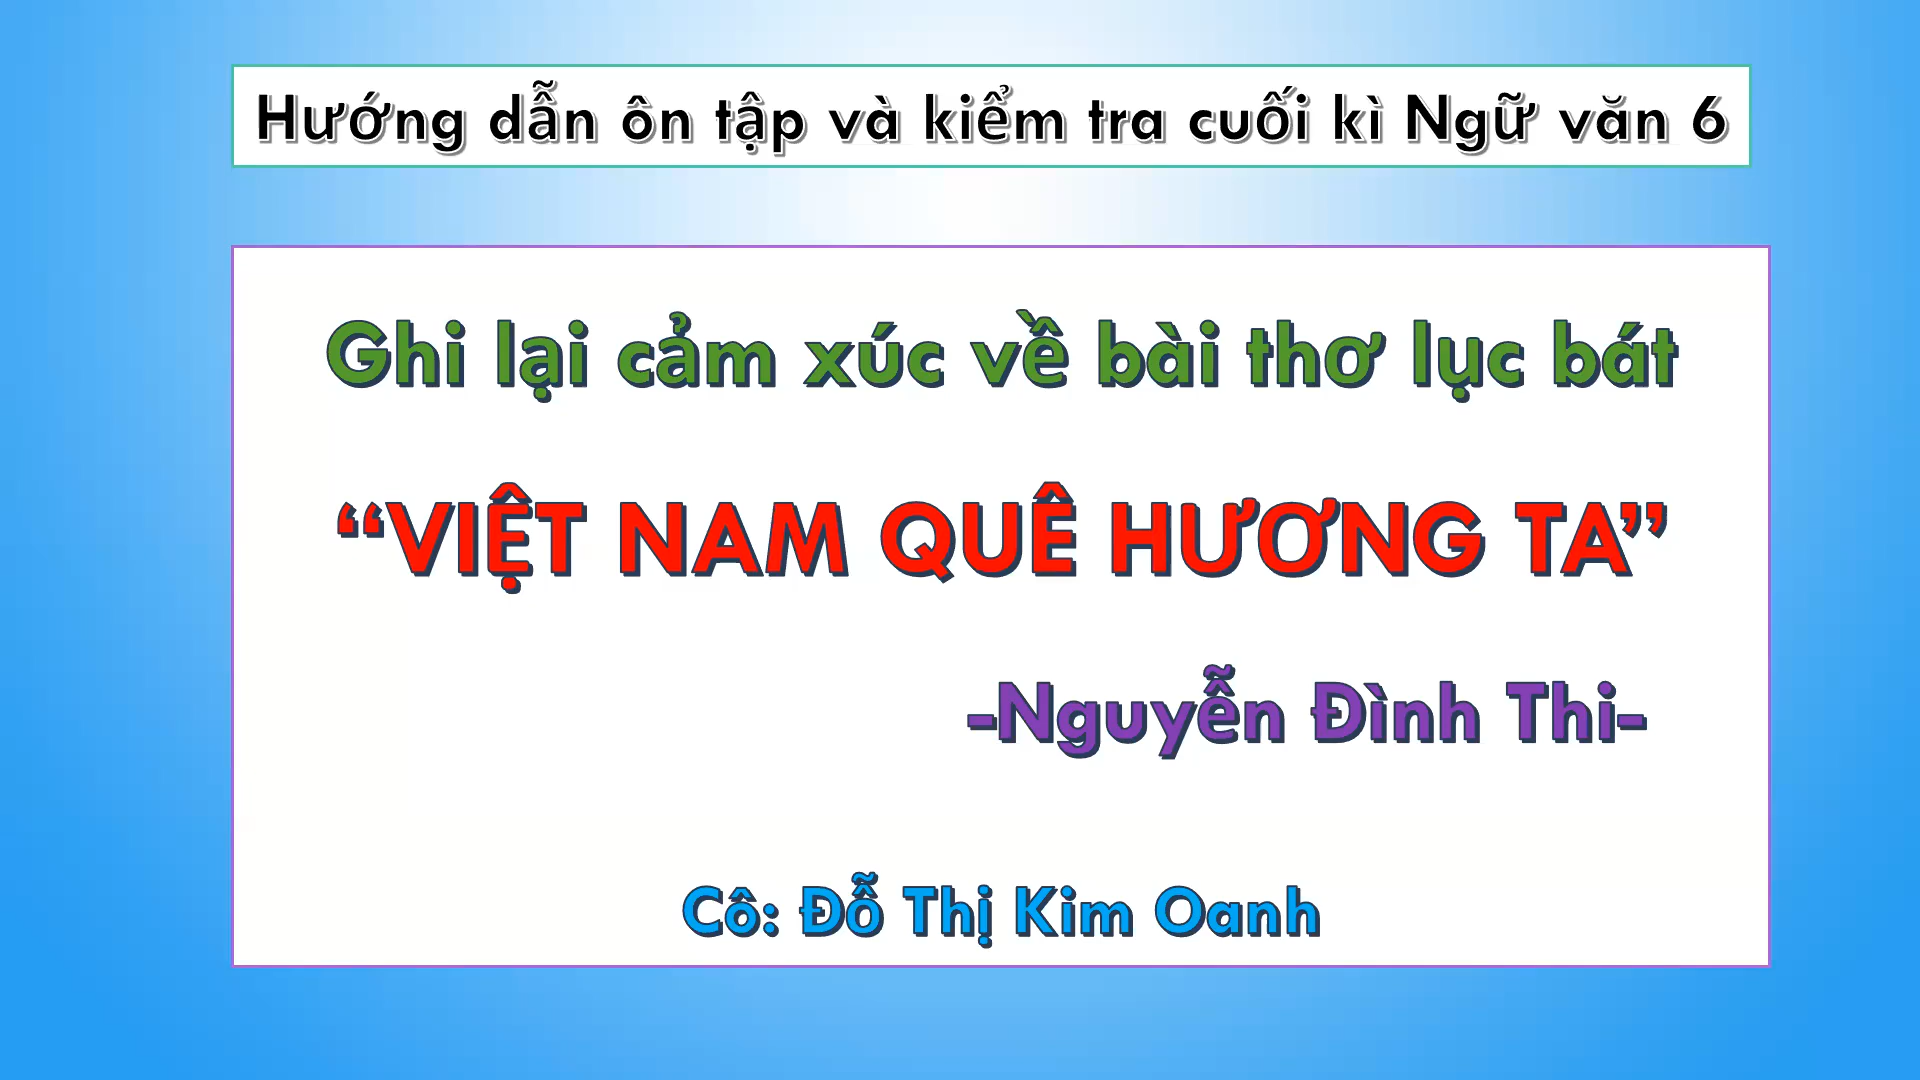 Hướng dẫn ôn tập và kiểm tra cuối kì Ngữ văn 6
Ghi lại cảm xúc về bài thơ lục bát
“VIỆT NAM QUÊ HƯƠNG TA”
-Nguyễn Đình Thi-
Cô: Đỗ Thị Kim Oanh